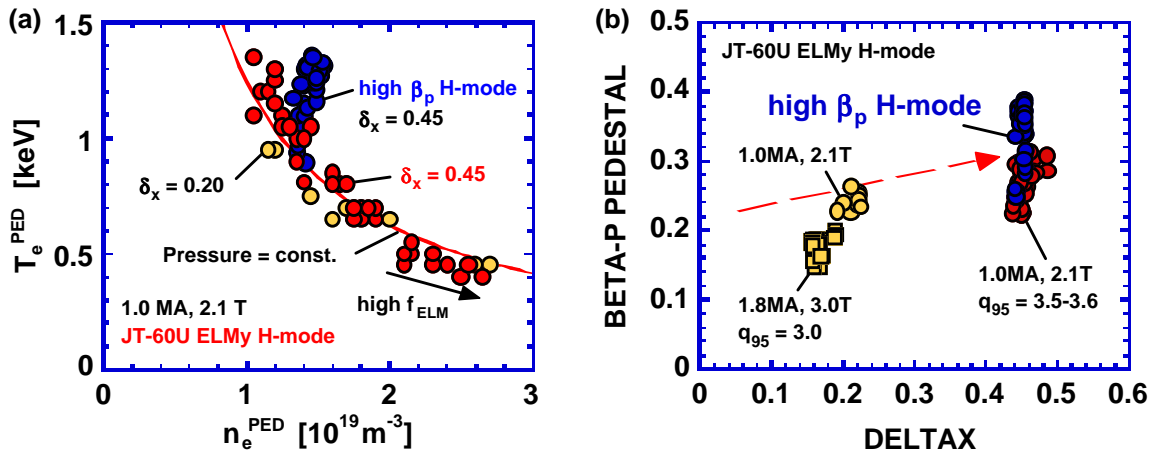 (a)
1.5
1
0.5
0
T_e^PED [keV]
high β_p H-mode
δ_x = 0.45
δ_x = 0.20
δ_x = 0.45
Pressure = const.
high f_ELM
1.0 MA, 2.1 T
JT-60U ELMy H-mode
0 1 2 3
n_e^PED [10^19 m^-3]
(b)
0.5
0.4
0.3
0.2
0.1
0
BETA-P PEDESTAL
JT-60U ELMy H-mode
high β_p H-mode
1.0MA, 2.1T
1.8MA, 3.0T
q_95 = 3.0
1.0MA, 2.1T
q_95 = 3.5-3.6
0 0.1 0.2 0.3 0.4 0.5 0.6
DELTAX